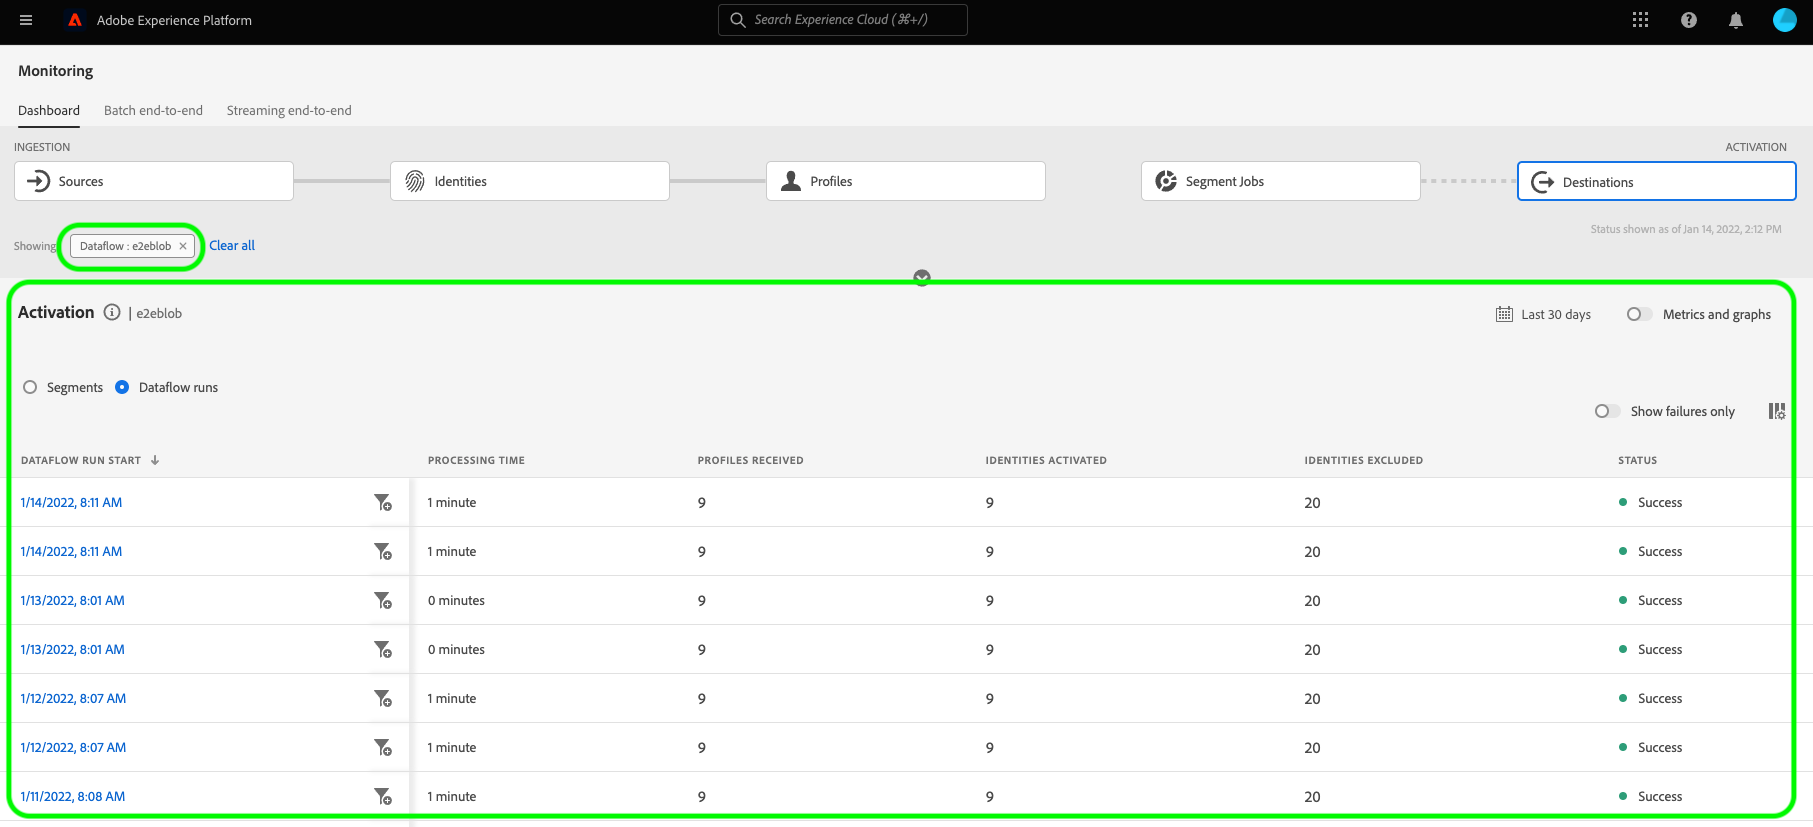 Adobe Experience Platform
Search Experience Cloud (⌘+/)
Monitoring
Dashboard Batch end-to-end Streaming end-to-end
INGESTION ACTIVATION
Sources Identities Profiles Segment Jobs Destinations
Showing Dataflow : e2eblob × Clear all
Status shown as of Jan 14, 2022, 2:12 PM
Activation | e2eblob Last 30 days Metrics and graphs
Segments Dataflow runs
Show failures only
DATAFLOW RUN START ↓ PROCESSING TIME PROFILES RECEIVED IDENTITIES ACTIVATED IDENTITIES EXCLUDED STATUS
1/14/2022, 8:11 AM 1 minute 9 9 20 Success
1/14/2022, 8:11 AM 1 minute 9 9 20 Success
1/13/2022, 8:01 AM 0 minutes 9 9 20 Success
1/13/2022, 8:01 AM 0 minutes 9 9 20 Success
1/12/2022, 8:07 AM 1 minute 9 9 20 Success
1/12/2022, 8:07 AM 1 minute 9 9 20 Success
1/11/2022, 8:08 AM 1 minute 9 9 20 Success